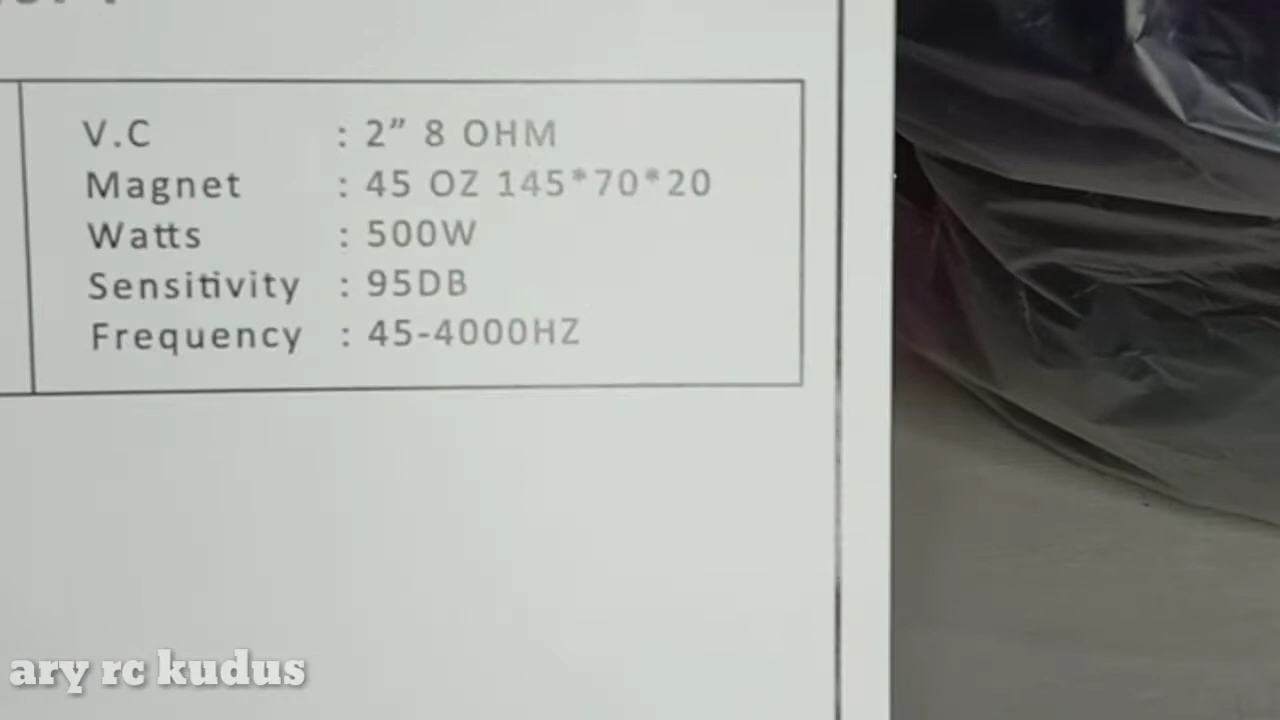 V.C : 2” 8 OHM
Magnet : 45 OZ 145*70*20
Watts : 500W
Sensitivity : 95DB
Frequency : 45-4000HZ
ary rc kudus